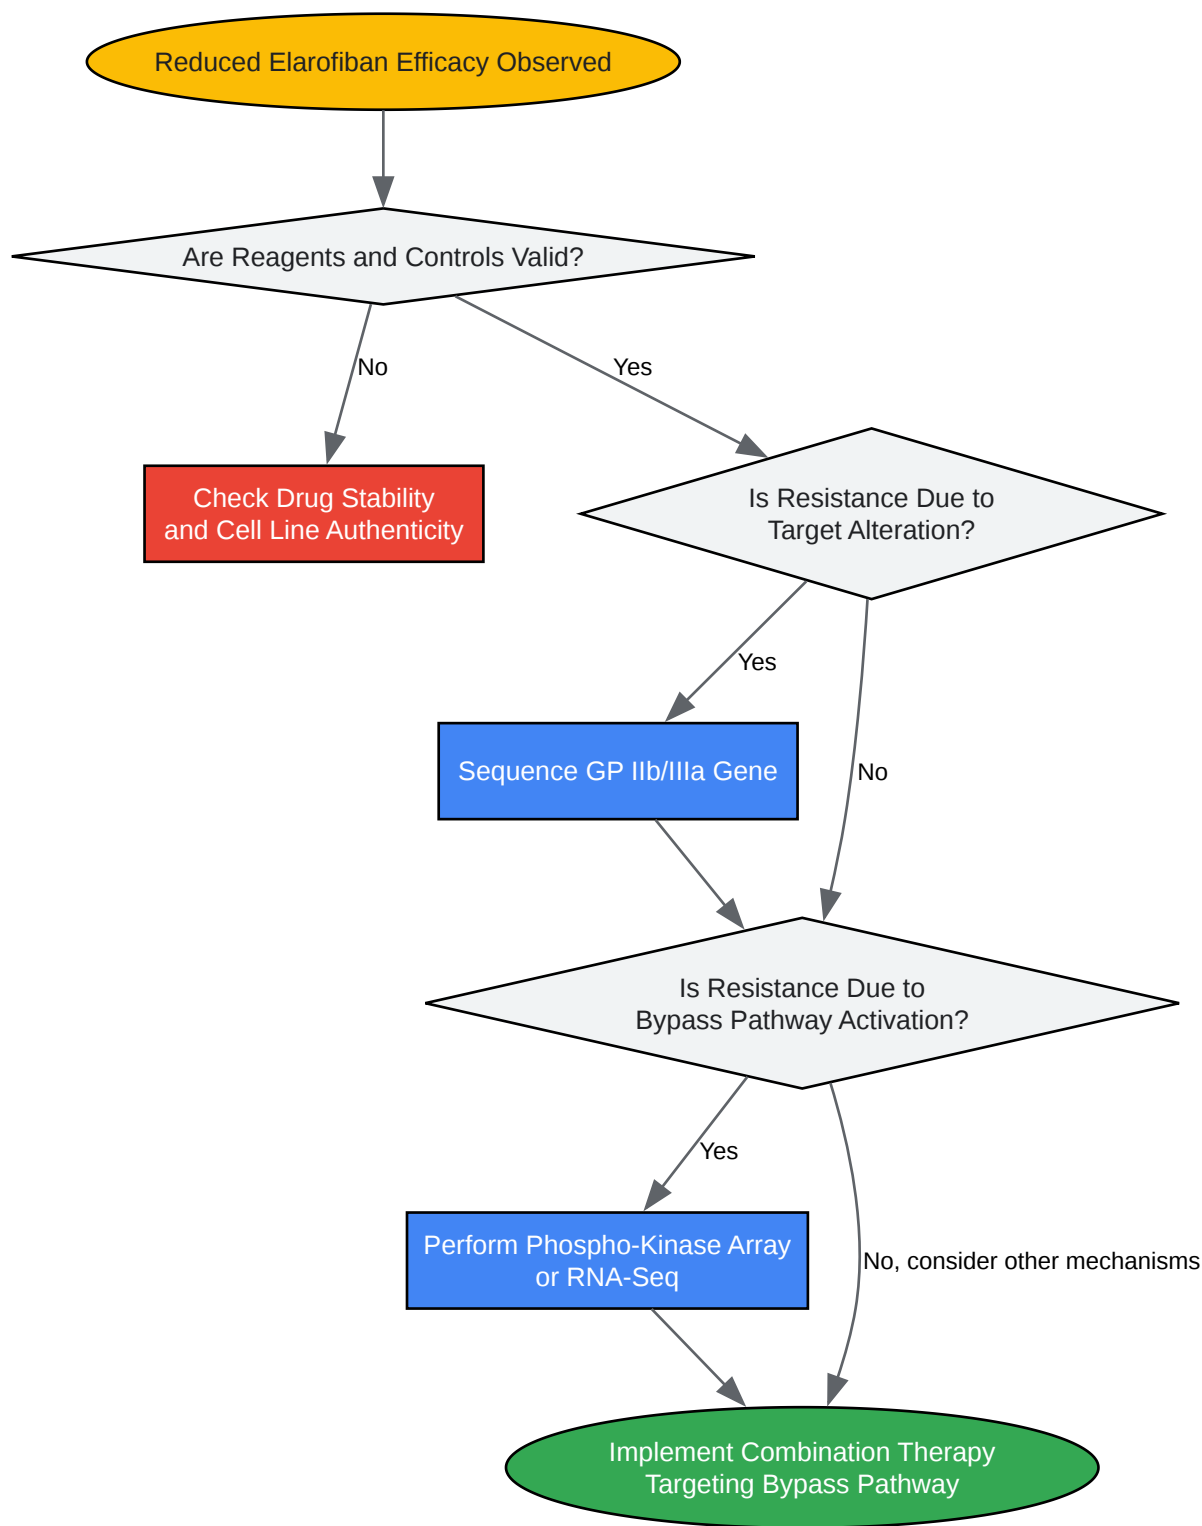 Reduced Elarofiban Efficacy Observed
Are Reagents and Controls Valid?
No
Yes
Check Drug Stability
and Cell Line Authenticity
Is Resistance Due to
Target Alteration?
Yes
Sequence GP IIb/IIIa Gene
No
Is Resistance Due to
Bypass Pathway Activation?
Yes
Perform Phospho-Kinase Array
or RNA-Seq
No, consider other mechanisms
Implement Combination Therapy
Targeting Bypass Pathway